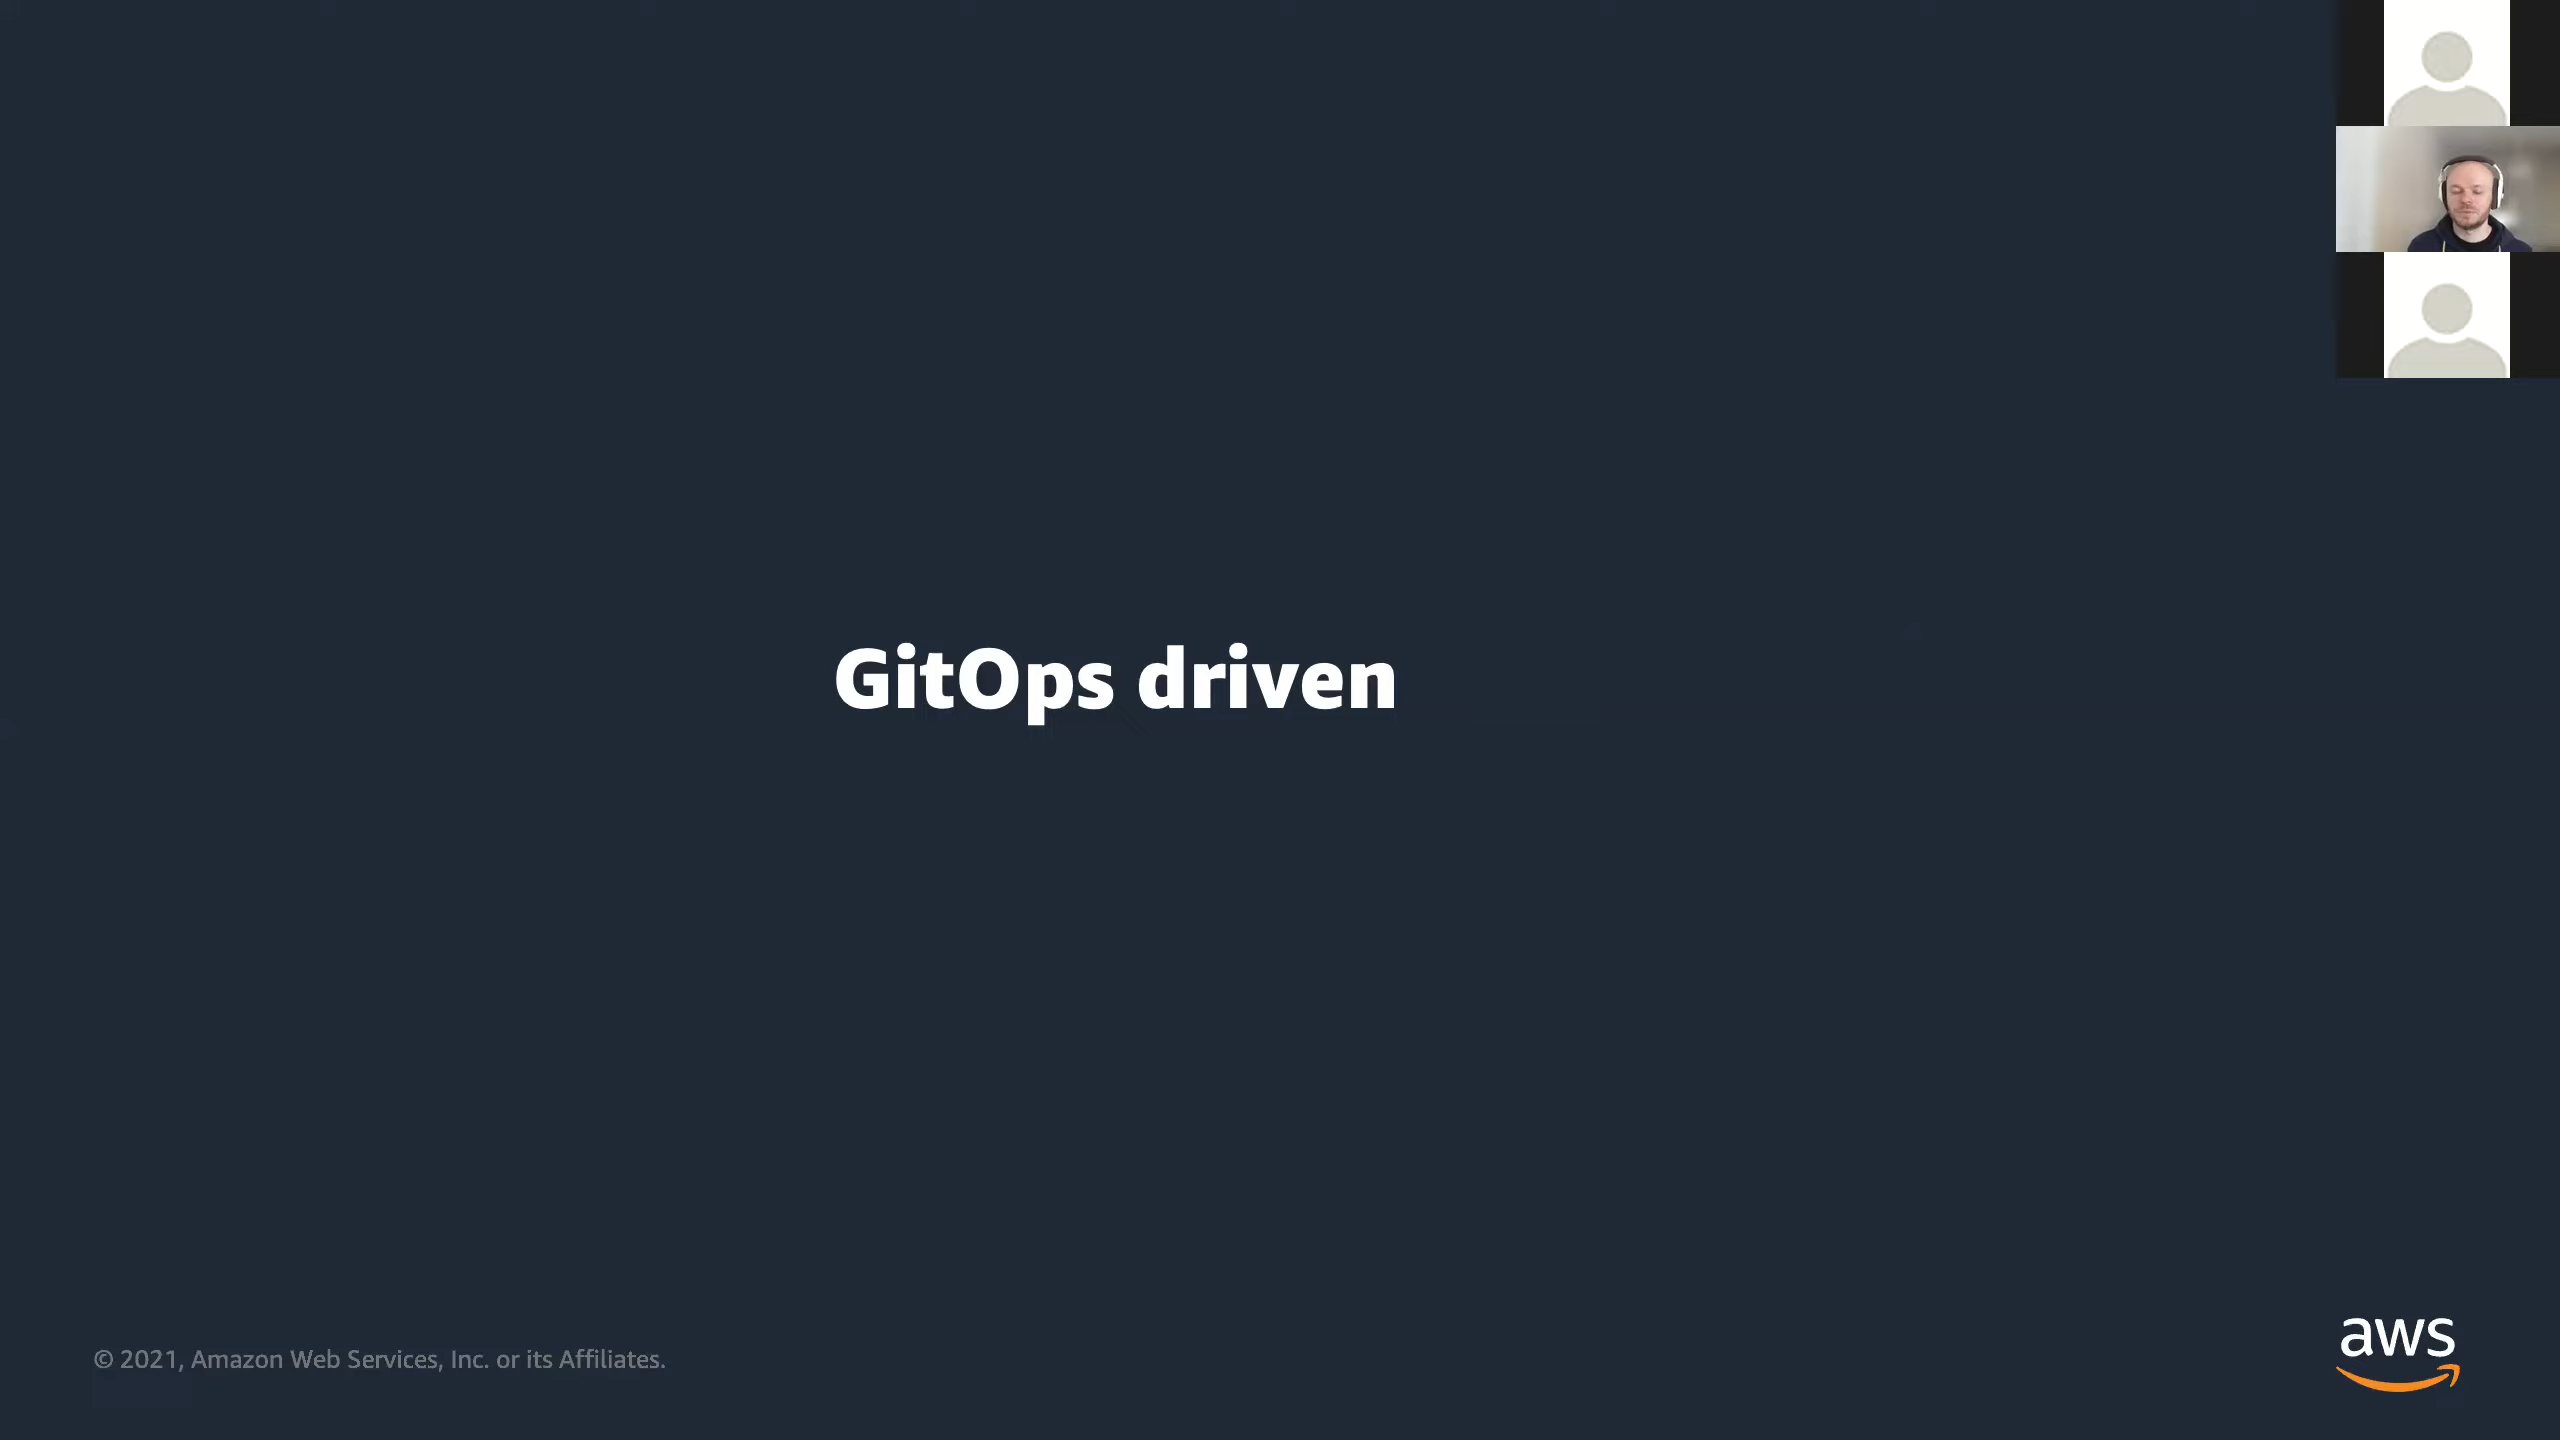 GitOps driven
© 2021, Amazon Web Services, Inc. or its Affiliates.
aws